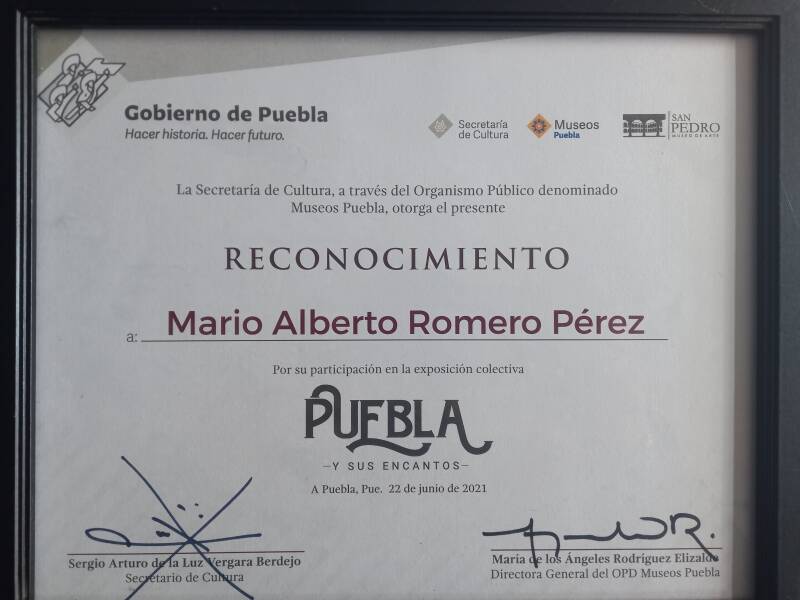 Gobierno de Puebla
Hacer historia. Hacer futuro.
Secretaría
de Cultura
Museos
Puebla
SAN
PEDRO
MUSEO DE ARTE
La Secretaría de Cultura, a través del Organismo Público denominado
Museos Puebla, otorga el presente
RECONOCIMIENTO
a: Mario Alberto Romero Pérez
Por su participación en la exposición colectiva
PUEBLA
–Y SUS ENCANTOS–
A Puebla, Pue. 22 de junio de 2021
Sergio Arturo de la Luz Vergara Berdejo
Secretario de Cultura
María de los Ángeles Rodríguez Elizalde
Directora General del OPD Museos Puebla